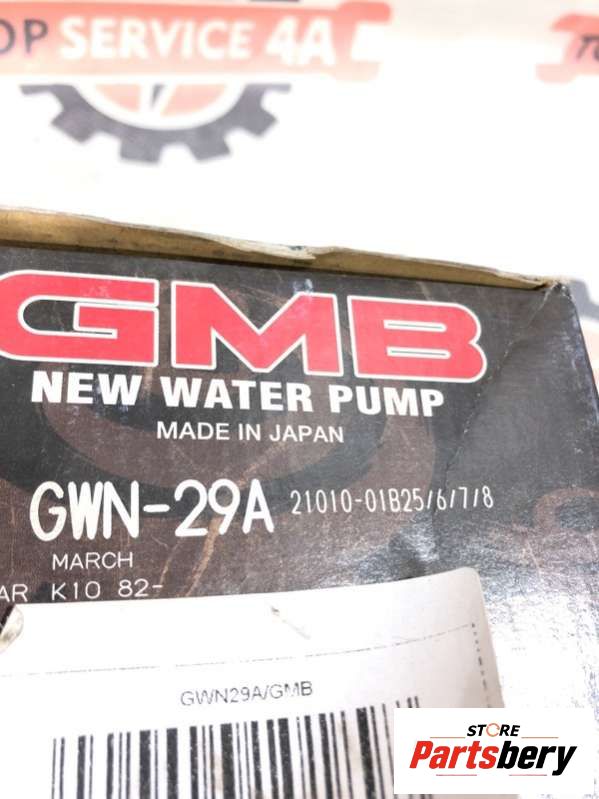 OP SERVICE 4A
TO
GMB
NEW WATER PUMP
MADE IN JAPAN
GWN-29A 21010-01B25/6/7/8
MARCH
AR K10 82-
GWN29A/GMB
STORE
Partsbery